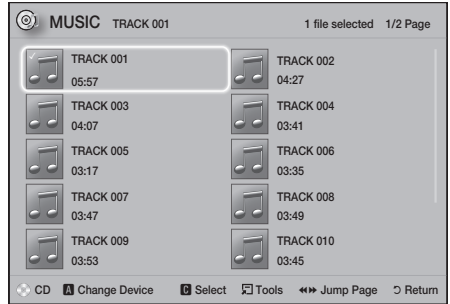 MUSIC TRACK 001 1 file selected 1/2 Page
TRACK 001
05:57
TRACK 002
04:27
TRACK 003
04:07
TRACK 004
03:41
TRACK 005
03:17
TRACK 006
03:35
TRACK 007
03:47
TRACK 008
03:49
TRACK 009
03:53
TRACK 010
03:45
CD A Change Device C Select Tools Jump Page Return